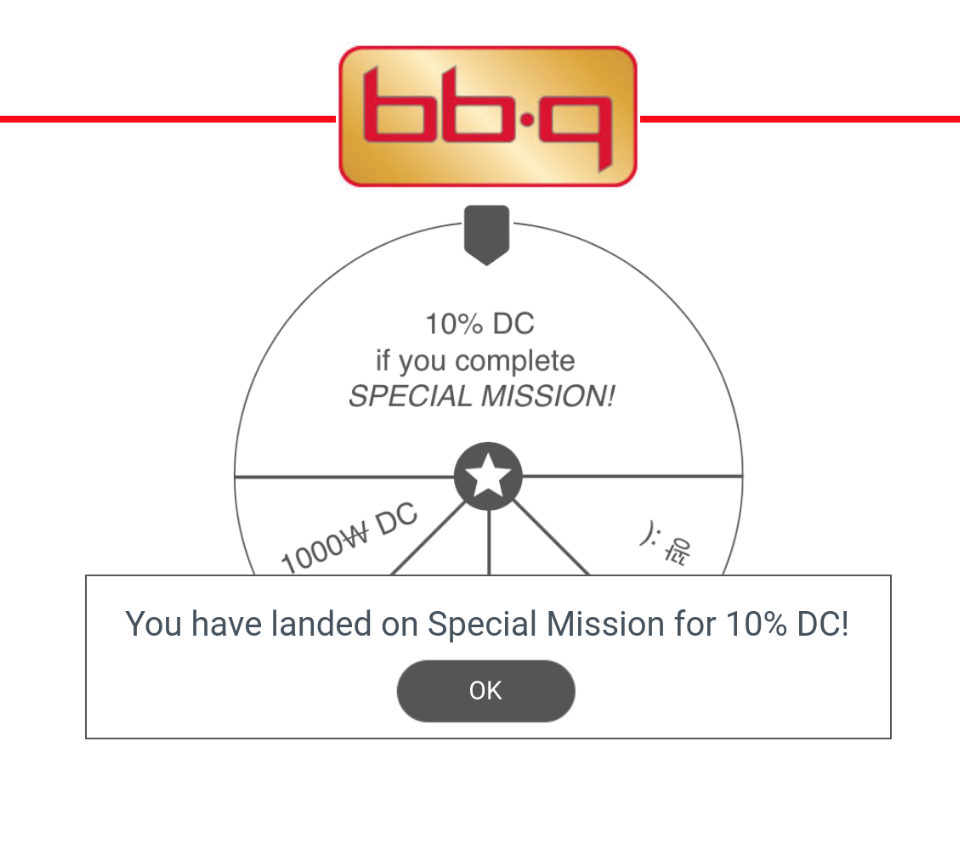 bb.q
10% DC
if you complete
SPECIAL MISSION!
1000₩ DC
You have landed on Special Mission for 10% DC!
OK